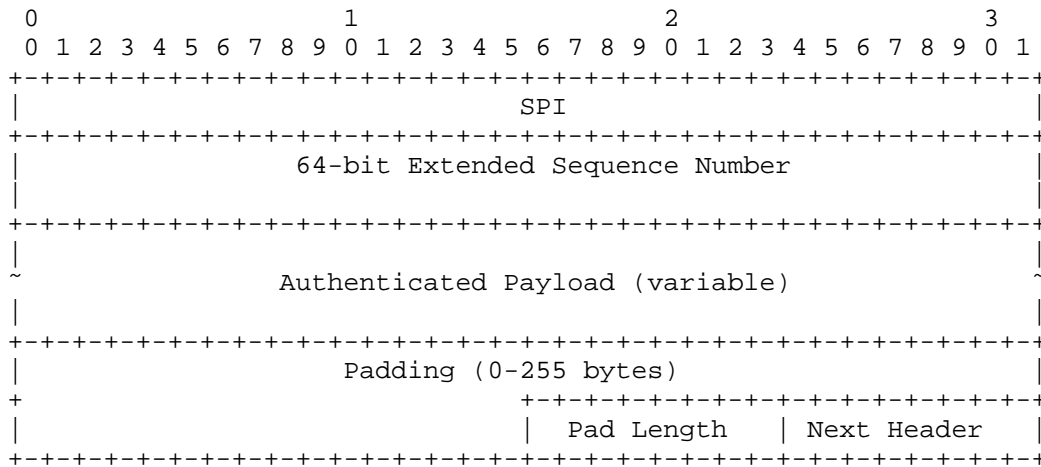 0                   1                   2                   3
 0 1 2 3 4 5 6 7 8 9 0 1 2 3 4 5 6 7 8 9 0 1 2 3 4 5 6 7 8 9 0 1
+-+-+-+-+-+-+-+-+-+-+-+-+-+-+-+-+-+-+-+-+-+-+-+-+-+-+-+-+-+-+-+-+
|                               SPI                             |
+-+-+-+-+-+-+-+-+-+-+-+-+-+-+-+-+-+-+-+-+-+-+-+-+-+-+-+-+-+-+-+-+
|                 64-bit Extended Sequence Number               |
|                                                               |
+-+-+-+-+-+-+-+-+-+-+-+-+-+-+-+-+-+-+-+-+-+-+-+-+-+-+-+-+-+-+-+-+
|                                                               |
~                Authenticated Payload (variable)               ~
|                                                               |
+-+-+-+-+-+-+-+-+-+-+-+-+-+-+-+-+-+-+-+-+-+-+-+-+-+-+-+-+-+-+-+-+
|                    Padding (0-255 bytes)                      |
+                               +-+-+-+-+-+-+-+-+-+-+-+-+-+-+-+-+
|                               |  Pad Length   | Next Header   |
+-+-+-+-+-+-+-+-+-+-+-+-+-+-+-+-+-+-+-+-+-+-+-+-+-+-+-+-+-+-+-+-+